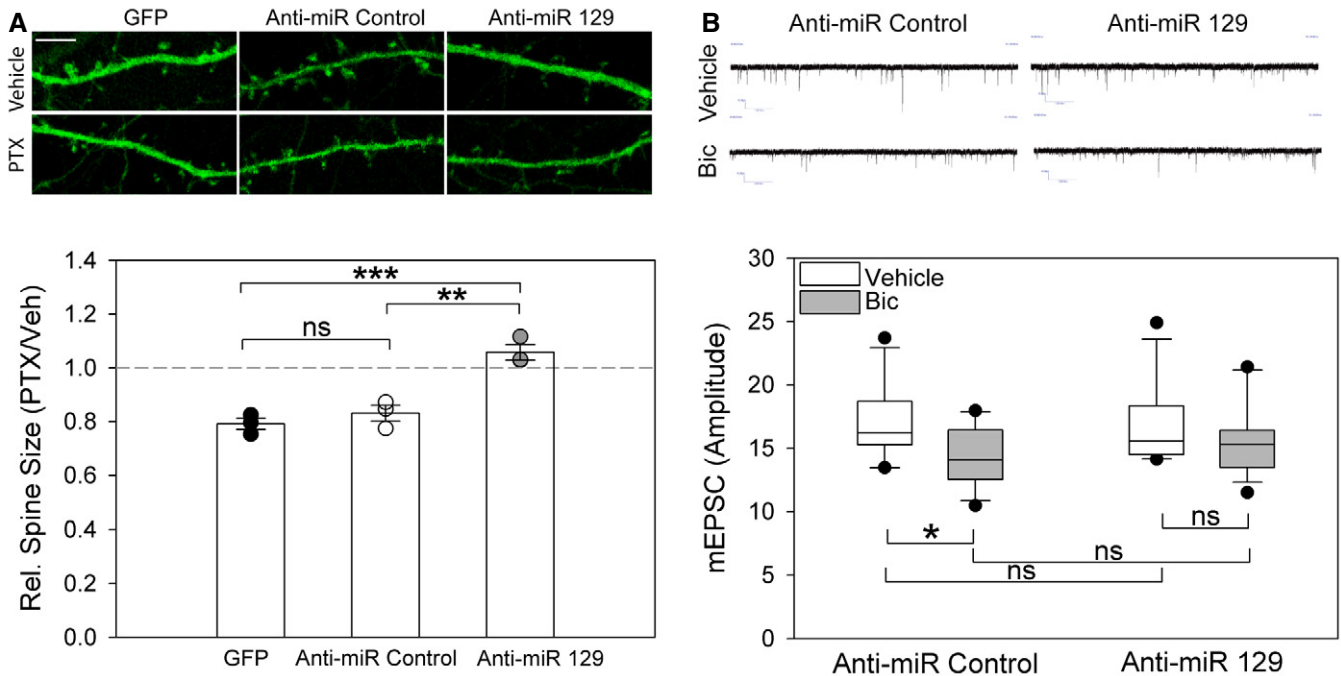 A
GFP
Anti-miR Control
Anti-miR 129
Vehicle
PTX
Rel. Spine Size (PTX/Veh)
1.4
1.2
1.0
0.8
0.6
0.4
0.2
0.0
***
**
ns
GFP
Anti-miR Control
Anti-miR 129
B
Anti-miR Control
Anti-miR 129
Vehicle
Bic
mEPSC (Amplitude)
30
25
20
15
10
5
0
Vehicle
Bic
*
ns
ns
ns
Anti-miR Control
Anti-miR 129